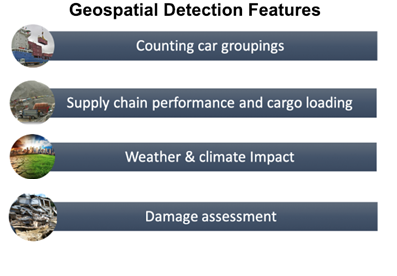 Geospatial Detection Features
Counting car groupings
Supply chain performance and cargo loading
Weather & climate Impact
Damage assessment